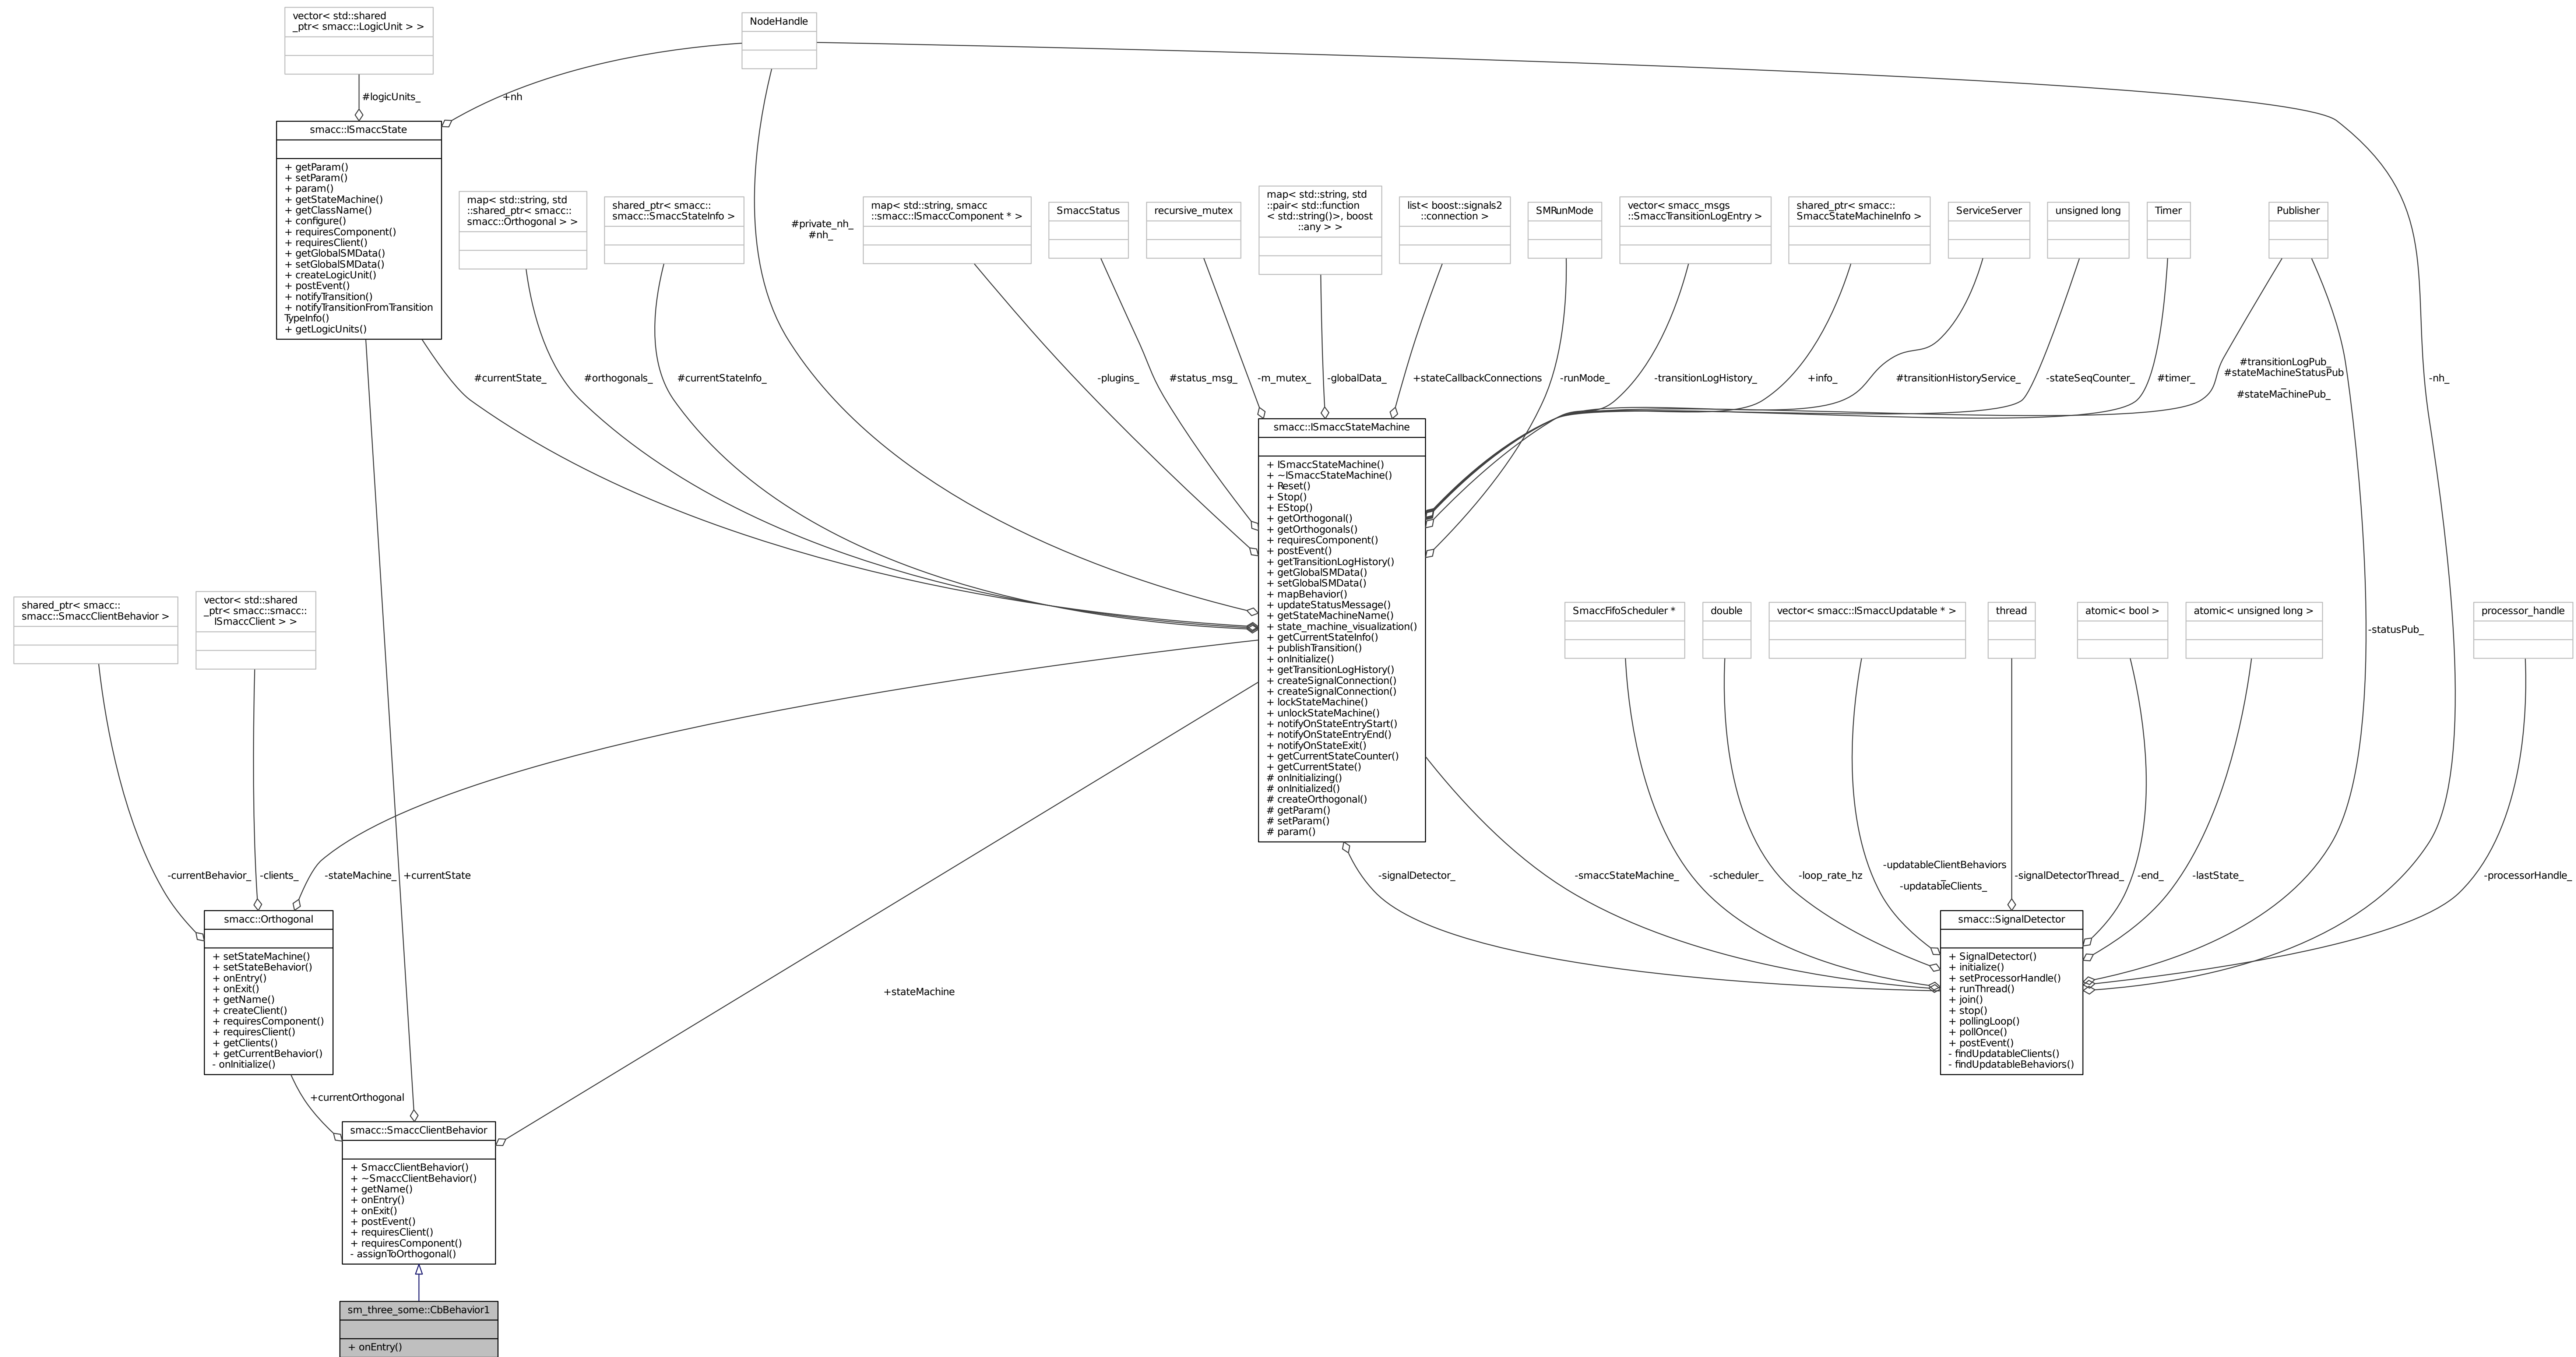 vector< std::shared
_ptr< smacc::LogicUnit > >
NodeHandle
#logicUnits_
+nh
smacc::ISmaccState
+ getParam()
+ setParam()
+ param()
+ getStateMachine()
+ getClassName()
+ configure()
+ requiresComponent()
+ requiresClient()
+ getGlobalSMData()
+ setGlobalSMData()
+ createLogicUnit()
+ postEvent()
+ notifyTransition()
+ notifyTransitionFromTransition
TypeInfo()
+ getLogicUnits()
map< std::string, std
::shared_ptr< smacc::
smacc::Orthogonal > >
shared_ptr< smacc::
smacc::SmaccStateInfo >
#private_nh_
#nh_
map< std::string, smacc
::smacc::ISmaccComponent * >
SmaccStatus
recursive_mutex
map< std::string, std
::pair< std::function
< std::string()>, boost
::any > >
list< boost::signals2
::connection >
SMRunMode
vector< smacc_msgs
::SmaccTransitionLogEntry >
shared_ptr< smacc::
SmaccStateMachineInfo >
ServiceServer
unsigned long
Timer
Publisher
#currentState_
#orthogonals_
#currentStateInfo_
-plugins_
#status_msg_
-m_mutex_
-globalData_
+stateCallbackConnections
-runMode_
-transitionLogHistory_
+info_
#transitionHistoryService_
-stateSeqCounter_
#timer_
#transitionLogPub_
#stateMachineStatusPub
_
#stateMachinePub_
-nh_
smacc::ISmaccStateMachine
+ ISmaccStateMachine()
+ ~ISmaccStateMachine()
+ Reset()
+ Stop()
+ EStop()
+ getOrthogonal()
+ getOrthogonals()
+ requiresComponent()
+ postEvent()
+ getTransitionLogHistory()
+ getGlobalSMData()
+ setGlobalSMData()
+ mapBehavior()
+ updateStatusMessage()
+ getStateMachineName()
+ state_machine_visualization()
+ getCurrentStateInfo()
+ publishTransition()
+ onInitialize()
+ getTransitionLogHistory()
+ createSignalConnection()
+ createSignalConnection()
+ lockStateMachine()
+ unlockStateMachine()
+ notifyOnStateEntryStart()
+ notifyOnStateEntryEnd()
+ notifyOnStateExit()
+ getCurrentStateCounter()
+ getCurrentState()
# onInitializing()
# onInitialized()
# createOrthogonal()
# getParam()
# setParam()
# param()
shared_ptr< smacc::
smacc::SmaccClientBehavior >
vector< std::shared
_ptr< smacc::smacc::
ISmaccClient > >
SmaccFifoScheduler *
double
vector< smacc::ISmaccUpdatable * >
thread
atomic< bool >
atomic< unsigned long >
-statusPub_
processor_handle
-currentBehavior_
-clients_
-stateMachine_
+currentState
-signalDetector_
-smaccStateMachine_
-scheduler_
-loop_rate_hz
-updatableClientBehaviors
_
-updatableClients_
-signalDetectorThread_
-end_
-lastState_
-processorHandle_
smacc::Orthogonal
+ setStateMachine()
+ setStateBehavior()
+ onEntry()
+ onExit()
+ getName()
+ createClient()
+ requiresComponent()
+ requiresClient()
+ getClients()
+ getCurrentBehavior()
- onInitialize()
smacc::SignalDetector
+ SignalDetector()
+ initialize()
+ setProcessorHandle()
+ runThread()
+ join()
+ stop()
+ pollingLoop()
+ pollOnce()
+ postEvent()
- findUpdatableClients()
- findUpdatableBehaviors()
+stateMachine
+currentOrthogonal
smacc::SmaccClientBehavior
+ SmaccClientBehavior()
+ ~SmaccClientBehavior()
+ getName()
+ onEntry()
+ onExit()
+ postEvent()
+ requiresClient()
+ requiresComponent()
- assignToOrthogonal()
sm_three_some::CbBehavior1
+ onEntry()